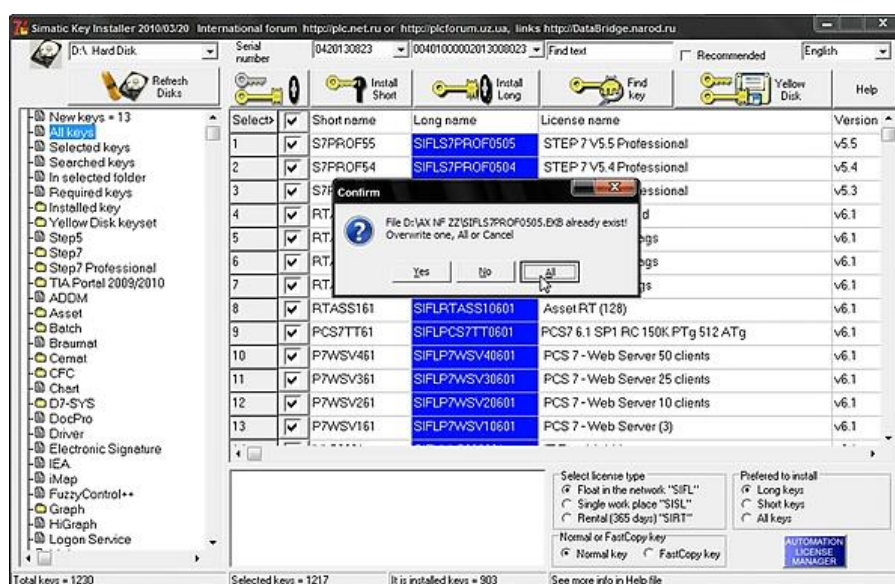 Simatic Key Installer 2010/03/20 International forum http://plc.net.ru or http://plcforum.uz.ua, links http://DataBridge.narod.ru
D:\ Hard Disk
Serial number
0420130823
00401000002013008023
Find text
Recommended
English
Refresh Disks
Install Short
Install Long
Find key
Yellow Disk
Help
New keys = 13
All keys
Selected keys
Searched keys
In selected folder
Required keys
Installed key
Yellow Disk keyset
Step5
Step7
Step7 Professional
TIA Portal 2009/2010
ADDM
Asset
Batch
Braumat
Cemat
CFC
Chart
D7-SYS
DocPro
Driver
Electronic Signature
IEA
iMap
FuzzyControl++
Graph
HiGraph
Logon Service
Select> Short name Long name License name Version
1 S7PROF55 SIFLS7PROF0505 STEP 7 V5.5 Professional v5.5
2 S7PROF54 SIFLS7PROF0504 STEP 7 V5.4 Professional v5.4
3 v5.3
4 v6.1
5 v6.1
6 v6.1
7 v6.1
8 RTASS161 SIFLRTASS10601 Asset RT (128) v6.1
9 PCS7TT61 SIFLPCS7TT0601 PCS7 6.1 SP1 RC 150K PTg 512 ATg v6.1
10 P7WSV461 SIFLP7WSV40601 PCS 7 - Web Server 50 clients v6.1
11 P7WSV361 SIFLP7WSV30601 PCS 7 - Web Server 25 clients v6.1
12 P7WSV261 SIFLP7WSV20601 PCS 7 - Web Server 10 clients v6.1
13 P7WSV161 SIFLP7WSV10601 PCS 7 - Web Server (3) v6.1
Confirm
File D:\AX NF ZZ\SIFLS7PROF0505.EKB already exist!
Overwrite one, All or Cancel
Yes No All
Select license type
Float in the network "SIFL"
Single work place "SISL"
Rental (365 days) "SIRT"
Normal or FastCopy key
Normal key FastCopy key
Prefered to install
Long keys
Short keys
All keys
AUTOMATION
LICENSE
MANAGER
Total keys = 1230 Selected keys = 1217 It is installed keys = 903 See more info in Help file